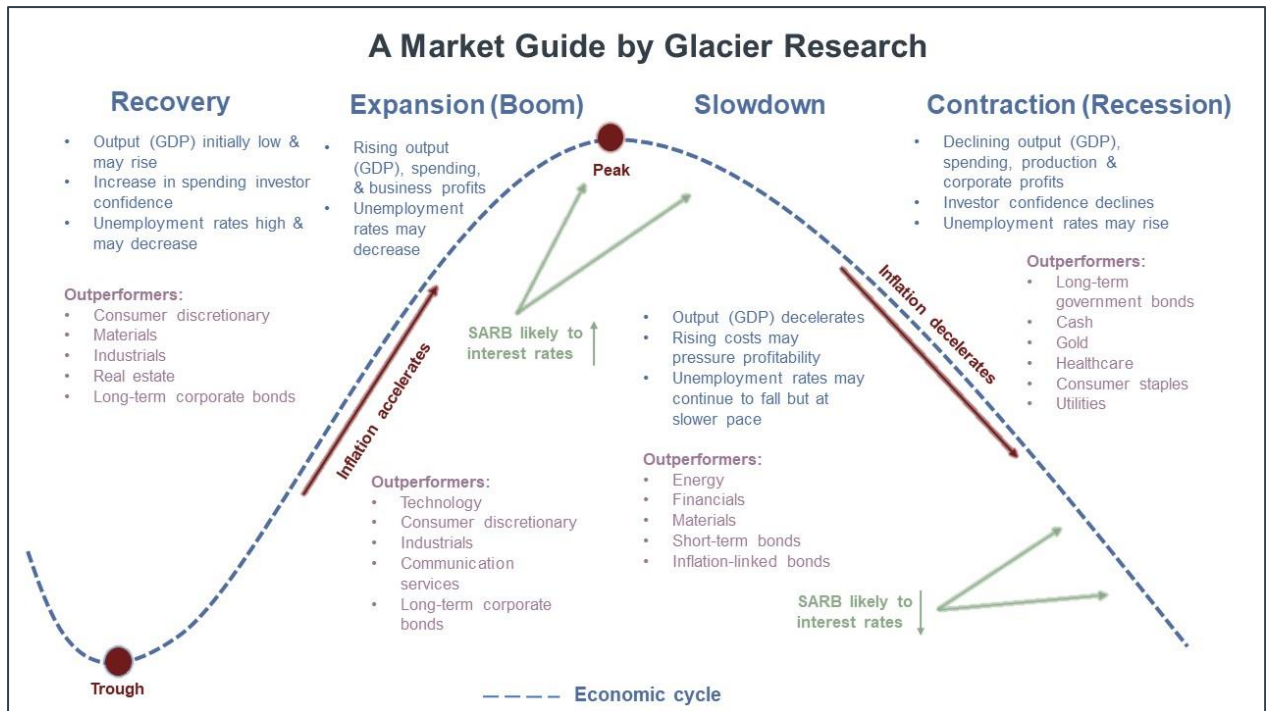 A Market Guide by Glacier Research
Recovery
• Output (GDP) initially low &
may rise
• Increase in spending investor
confidence
• Unemployment rates high &
may decrease
Outperformers:
• Consumer discretionary
• Materials
• Industrials
• Real estate
• Long-term corporate bonds
Expansion (Boom)
• Rising output
(GDP), spending,
& business profits
• Unemployment
rates may
decrease
Peak
SARB likely to
interest rates ↑
Inflation accelerates
Outperformers:
• Technology
• Consumer discretionary
• Industrials
• Communication
services
• Long-term corporate
bonds
Slowdown
• Output (GDP) decelerates
• Rising costs may
pressure profitability
• Unemployment rates may
continue to fall but at
slower pace
Outperformers:
• Energy
• Financials
• Materials
• Short-term bonds
• Inflation-linked bonds
Inflation decelerates
Contraction (Recession)
• Declining output (GDP),
spending, production &
corporate profits
• Investor confidence declines
• Unemployment rates may rise
Outperformers:
• Long-term
government bonds
• Cash
• Gold
• Healthcare
• Consumer staples
• Utilities
SARB likely to
interest rates ↓
Trough
Economic cycle